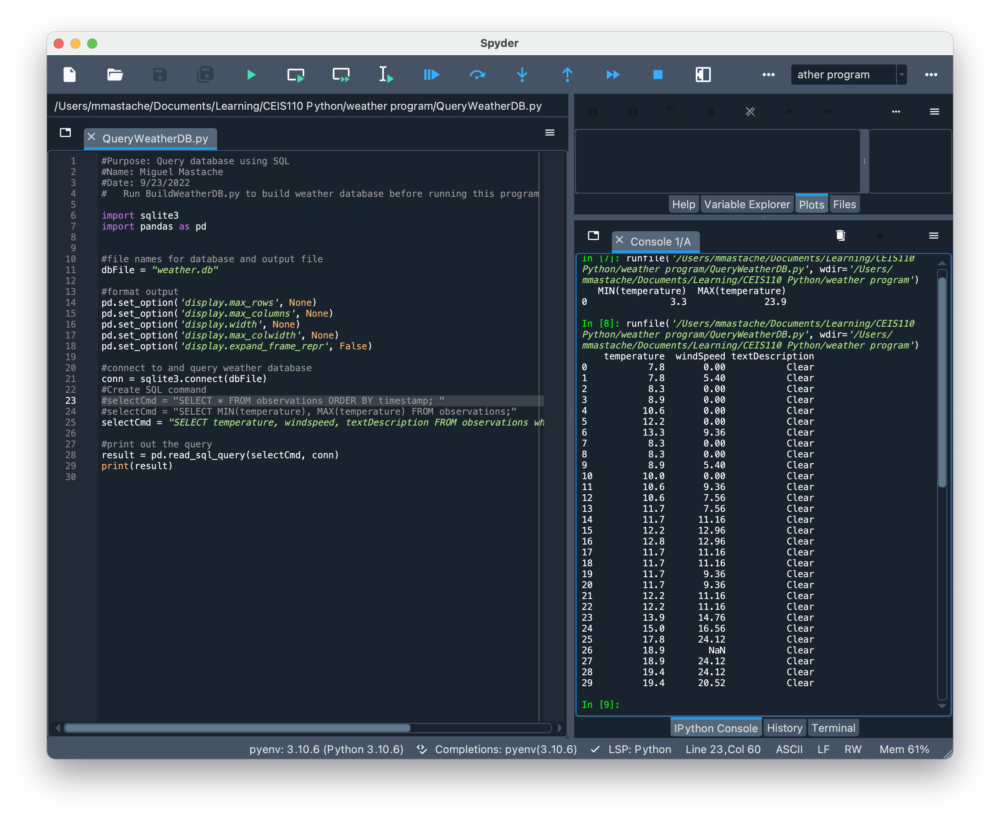 Spyder
ather program
/Users/mmastache/Documents/Learning/CEIS110 Python/weather program/QueryWeatherDB.py
QueryWeatherDB.py
1 #Purpose: Query database using SQL
2 #Name: Miguel Mastache
3 #Date: 9/23/2022
4 #   Run BuildWeatherDB.py to build weather database before running this program
5
6 import sqlite3
7 import pandas as pd
8
9
10 #file names for database and output file
11 dbFile = "weather.db"
12
13 #format output
14 pd.set_option('display.max_rows', None)
15 pd.set_option('display.max_columns', None)
16 pd.set_option('display.width', None)
17 pd.set_option('display.max_colwidth', None)
18 pd.set_option('display.expand_frame_repr', False)
19
20 #connect to and query weather database
21 conn = sqlite3.connect(dbFile)
22 #Create SQL command
23 #selectCmd = "SELECT * FROM observations ORDER BY timestamp; "
24 #selectCmd = "SELECT MIN(temperature), MAX(temperature) FROM observations;"
25 selectCmd = "SELECT temperature, windspeed, textDescription FROM observations wh
26
27 #print out the query
28 result = pd.read_sql_query(selectCmd, conn)
29 print(result)
30
Help Variable Explorer Plots Files
Console 1/A
In [7]: runfile('/Users/mmastache/Documents/Learning/CEIS110
Python/weather program/QueryWeatherDB.py', wdir='/Users/
mmastache/Documents/Learning/CEIS110 Python/weather program')
MIN(temperature) MAX(temperature)
0 3.3 23.9
In [8]: runfile('/Users/mmastache/Documents/Learning/CEIS110
Python/weather program/QueryWeatherDB.py', wdir='/Users/
mmastache/Documents/Learning/CEIS110 Python/weather program')
temperature windSpeed textDescription
0 7.8 0.00 Clear
1 7.8 5.40 Clear
2 8.3 0.00 Clear
3 8.9 0.00 Clear
4 10.6 0.00 Clear
5 12.2 0.00 Clear
6 13.3 9.36 Clear
7 8.3 0.00 Clear
8 8.3 0.00 Clear
9 8.9 5.40 Clear
10 10.0 0.00 Clear
11 10.6 9.36 Clear
12 10.6 7.56 Clear
13 11.7 7.56 Clear
14 11.7 11.16 Clear
15 12.2 12.96 Clear
16 12.8 12.96 Clear
17 11.7 11.16 Clear
18 11.7 11.16 Clear
19 11.7 9.36 Clear
20 11.7 9.36 Clear
21 12.2 11.16 Clear
22 12.2 11.16 Clear
23 13.9 14.76 Clear
24 15.0 16.56 Clear
25 17.8 24.12 Clear
26 18.9 NaN Clear
27 18.9 24.12 Clear
28 19.4 24.12 Clear
29 19.4 20.52 Clear
In [9]:
IPython Console History Terminal
pyenv: 3.10.6 (Python 3.10.6) Completions: pyenv(3.10.6) LSP: Python Line 23,Col 60 ASCII LF RW Mem 61%